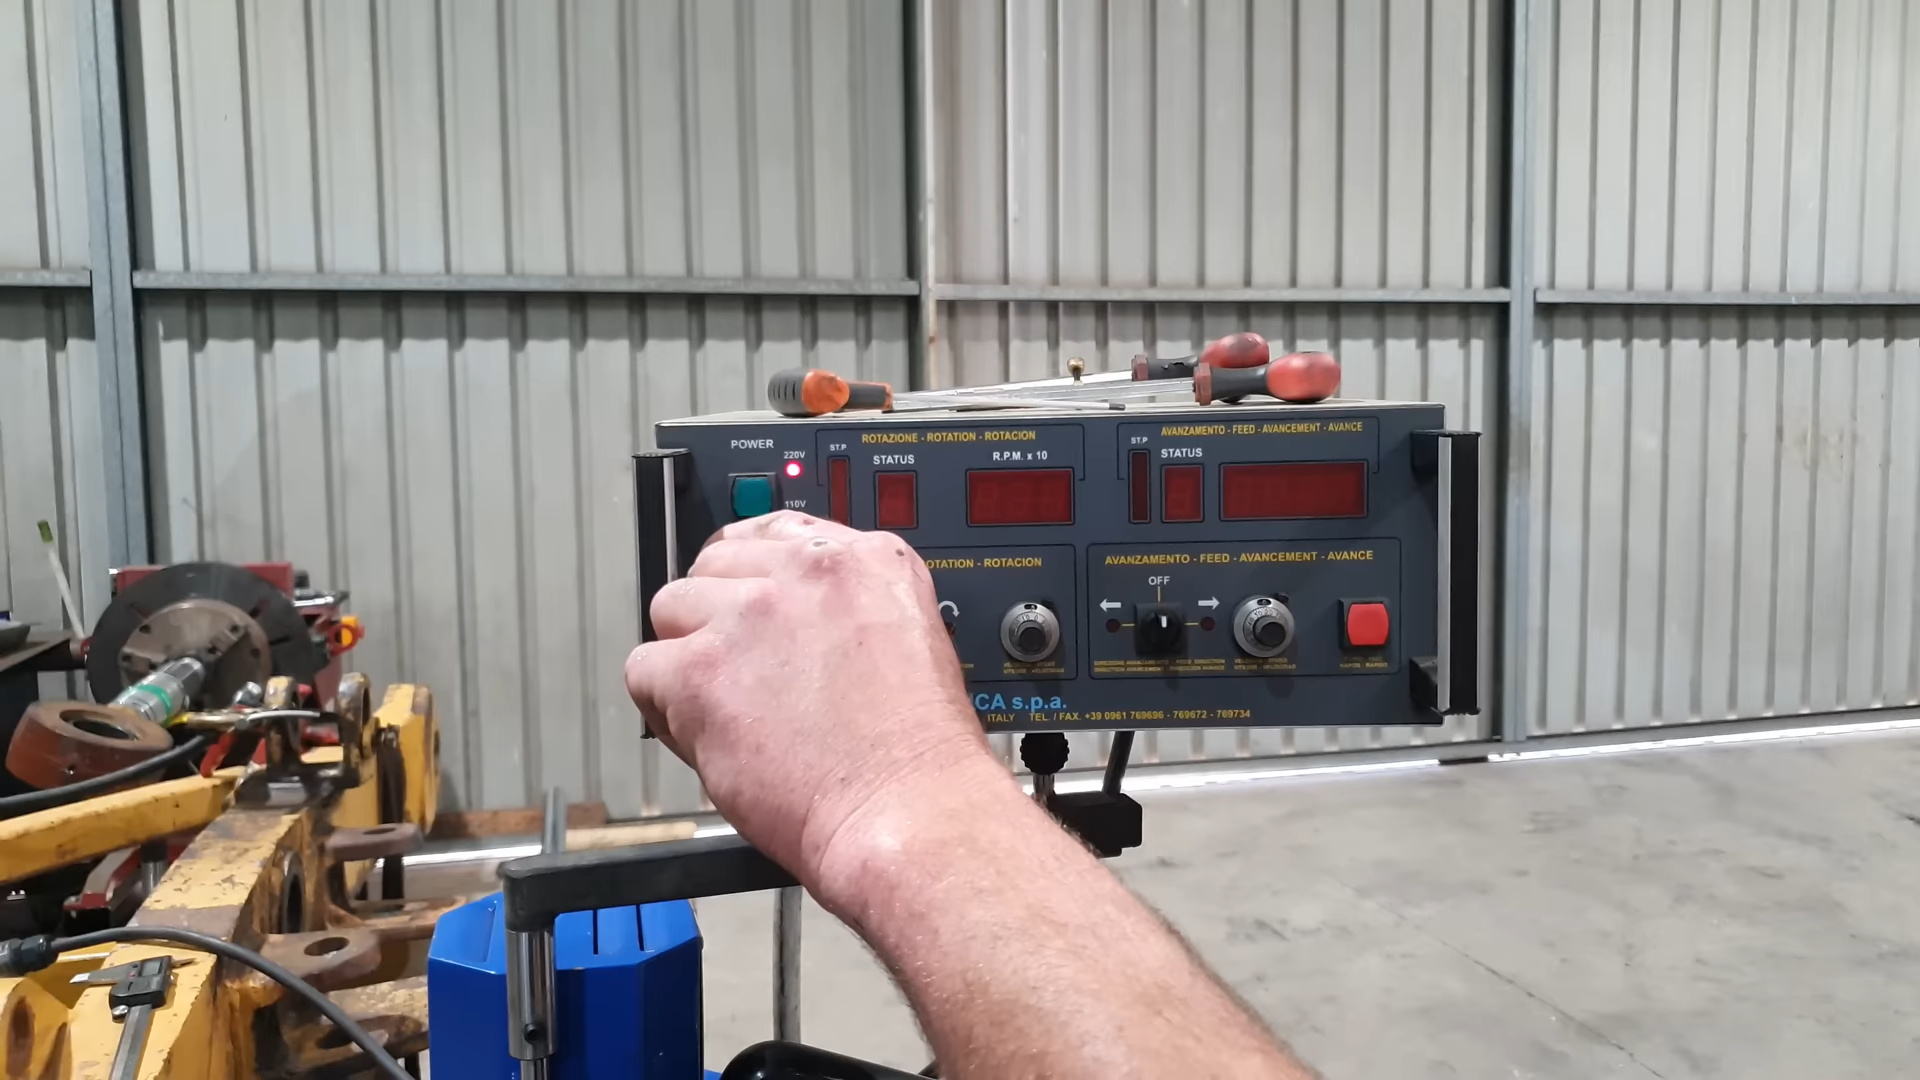 POWER
220V
110V
ST.P
ROTAZIONE - ROTATION - ROTACION
STATUS
R.P.M. x 10
ST.P
AVANZAMENTO - FEED - AVANCEMENT - AVANCE
STATUS
OTATION - ROTACION
AVANZAMENTO - FEED - AVANCEMENT - AVANCE
OFF
ICA s.p.a.
ITALY TEL. / FAX. +39 0961 769696 - 769672 - 769734